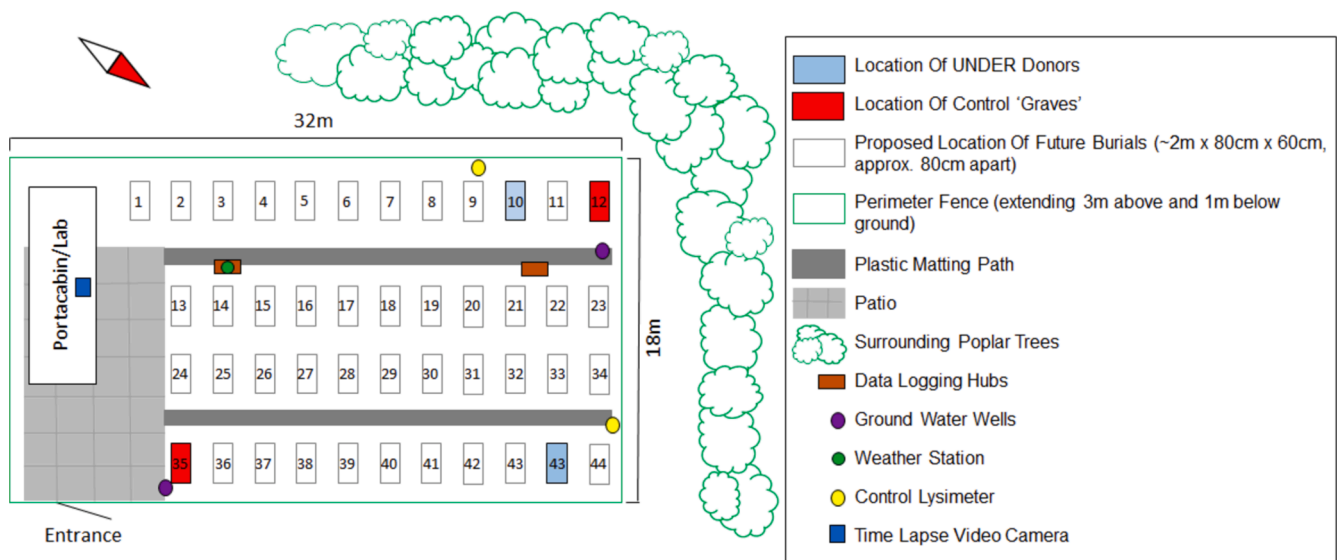 32m
1 2 3 4 5 6 7 8 9 10 11 12
Portacabin/Lab
13 14 15 16 17 18 19 20 21 22 23
18m
24 25 26 27 28 29 30 31 32 33 34
35 36 37 38 39 40 41 42 43 43 44
Entrance
Location Of UNDER Donors
Location Of Control ‘Graves’
Proposed Location Of Future Burials (~2m x 80cm x 60cm,
approx. 80cm apart)
Perimeter Fence (extending 3m above and 1m below
ground)
Plastic Matting Path
Patio
Surrounding Poplar Trees
Data Logging Hubs
Ground Water Wells
Weather Station
Control Lysimeter
Time Lapse Video Camera